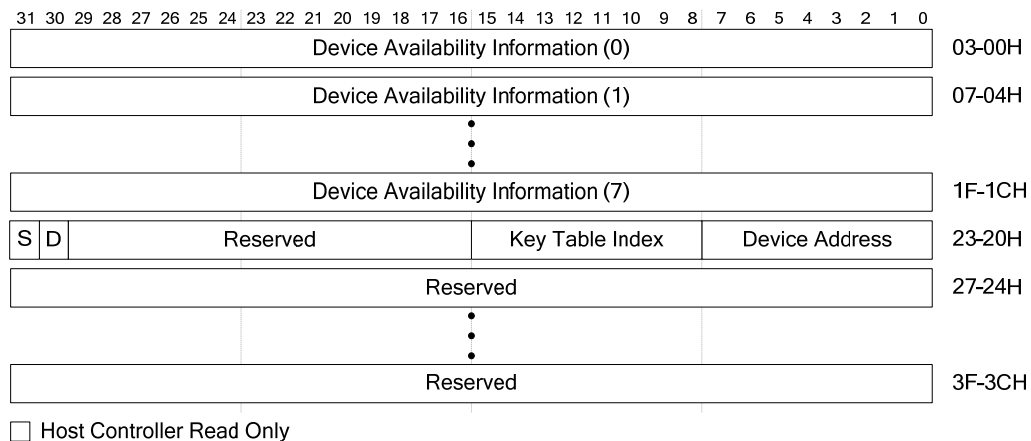 31 30 29 28 27 26 25 24 23 22 21 20 19 18 17 16 15 14 13 12 11 10 9 8 7 6 5 4 3 2 1 0
Device Availability Information (0) 03-00H
Device Availability Information (1) 07-04H
Device Availability Information (7) 1F-1CH
S D Reserved Key Table Index Device Address 23-20H
Reserved 27-24H
Reserved 3F-3CH
Host Controller Read Only